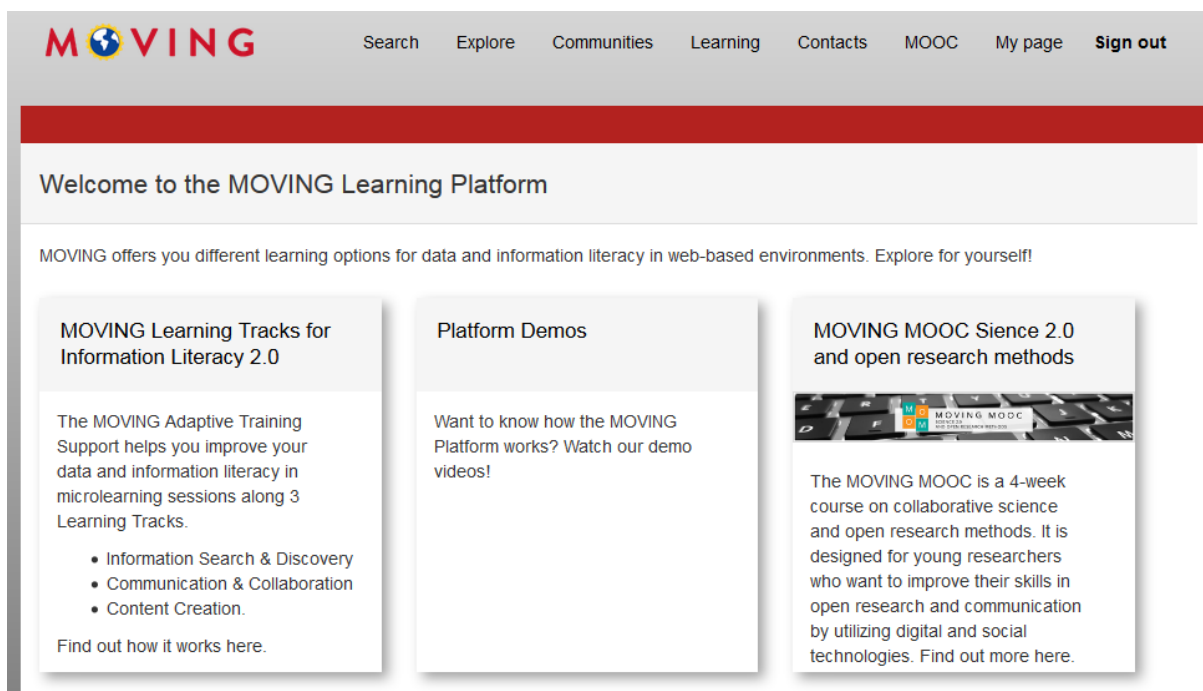 MOVING
Search Explore Communities Learning Contacts MOOC My page Sign out
Welcome to the MOVING Learning Platform
MOVING offers you different learning options for data and information literacy in web-based environments. Explore for yourself!
MOVING Learning Tracks for
Information Literacy 2.0
The MOVING Adaptive Training
Support helps you improve your
data and information literacy in
microlearning sessions along 3
Learning Tracks.
• Information Search & Discovery
• Communication & Collaboration
• Content Creation.
Find out how it works here.
Platform Demos
Want to know how the MOVING
Platform works? Watch our demo
videos!
MOVING MOOC Sience 2.0
and open research methods
MOVING MOOC
SCIENCE 2.0
AND OPEN RESEARCH METHODS
The MOVING MOOC is a 4-week
course on collaborative science
and open research methods. It is
designed for young researchers
who want to improve their skills in
open research and communication
by utilizing digital and social
technologies. Find out more here.